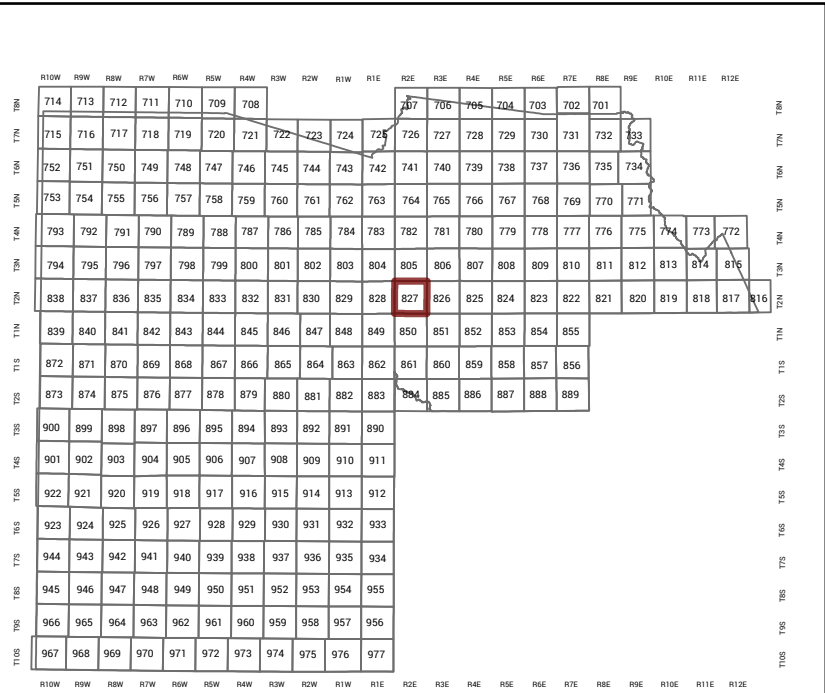 R10W R9W R8W R7W R6W R5W R4W R3W R2W R1W R1E R2E R3E R4E R5E R6E R7E R8E R9E R10E R11E R12E
T8N 714 713 712 711 710 709 708 707 706 705 704 703 702 701 T8N
T7N 715 716 717 718 719 720 721 722 723 724 725 726 727 728 729 730 731 732 733 T7N
T6N 752 751 750 749 748 747 746 745 744 743 742 741 740 739 738 737 736 735 734 T6N
T5N 753 754 755 756 757 758 759 760 761 762 763 764 765 766 767 768 769 770 771 T5N
T4N 793 792 791 790 789 788 787 786 785 784 783 782 781 780 779 778 777 776 775 774 773 772 T4N
T3N 794 795 796 797 798 799 800 801 802 803 804 805 806 807 808 809 810 811 812 813 814 815 T3N
T2N 838 837 836 835 834 833 832 831 830 829 828 827 826 825 824 823 822 821 820 819 818 817 816 T2N
T1N 839 840 841 842 843 844 845 846 847 848 849 850 851 852 853 854 855 T1N
T1S 872 871 870 869 868 867 866 865 864 863 862 861 860 859 858 857 856 T1S
T2S 873 874 875 876 877 878 879 880 881 882 883 884 885 886 887 888 889 T2S
T3S 900 899 898 897 896 895 894 893 892 891 890 T3S
T4S 901 902 903 904 905 906 907 908 909 910 911 T4S
T5S 922 921 920 919 918 917 916 915 914 913 912 T5S
T6S 923 924 925 926 927 928 929 930 931 932 933 T6S
T7S 944 943 942 941 940 939 938 937 936 935 934 T7S
T8S 945 946 947 948 949 950 951 952 953 954 955 T8S
T9S 966 965 964 963 962 961 960 959 958 957 956 T9S
T10S 967 968 969 970 971 972 973 974 975 976 977 T10S
R10W R9W R8W R7W R6W R5W R4W R3W R2W R1W R1E R2E R3E R4E R5E R6E R7E R8E R9E R10E R11E R12E